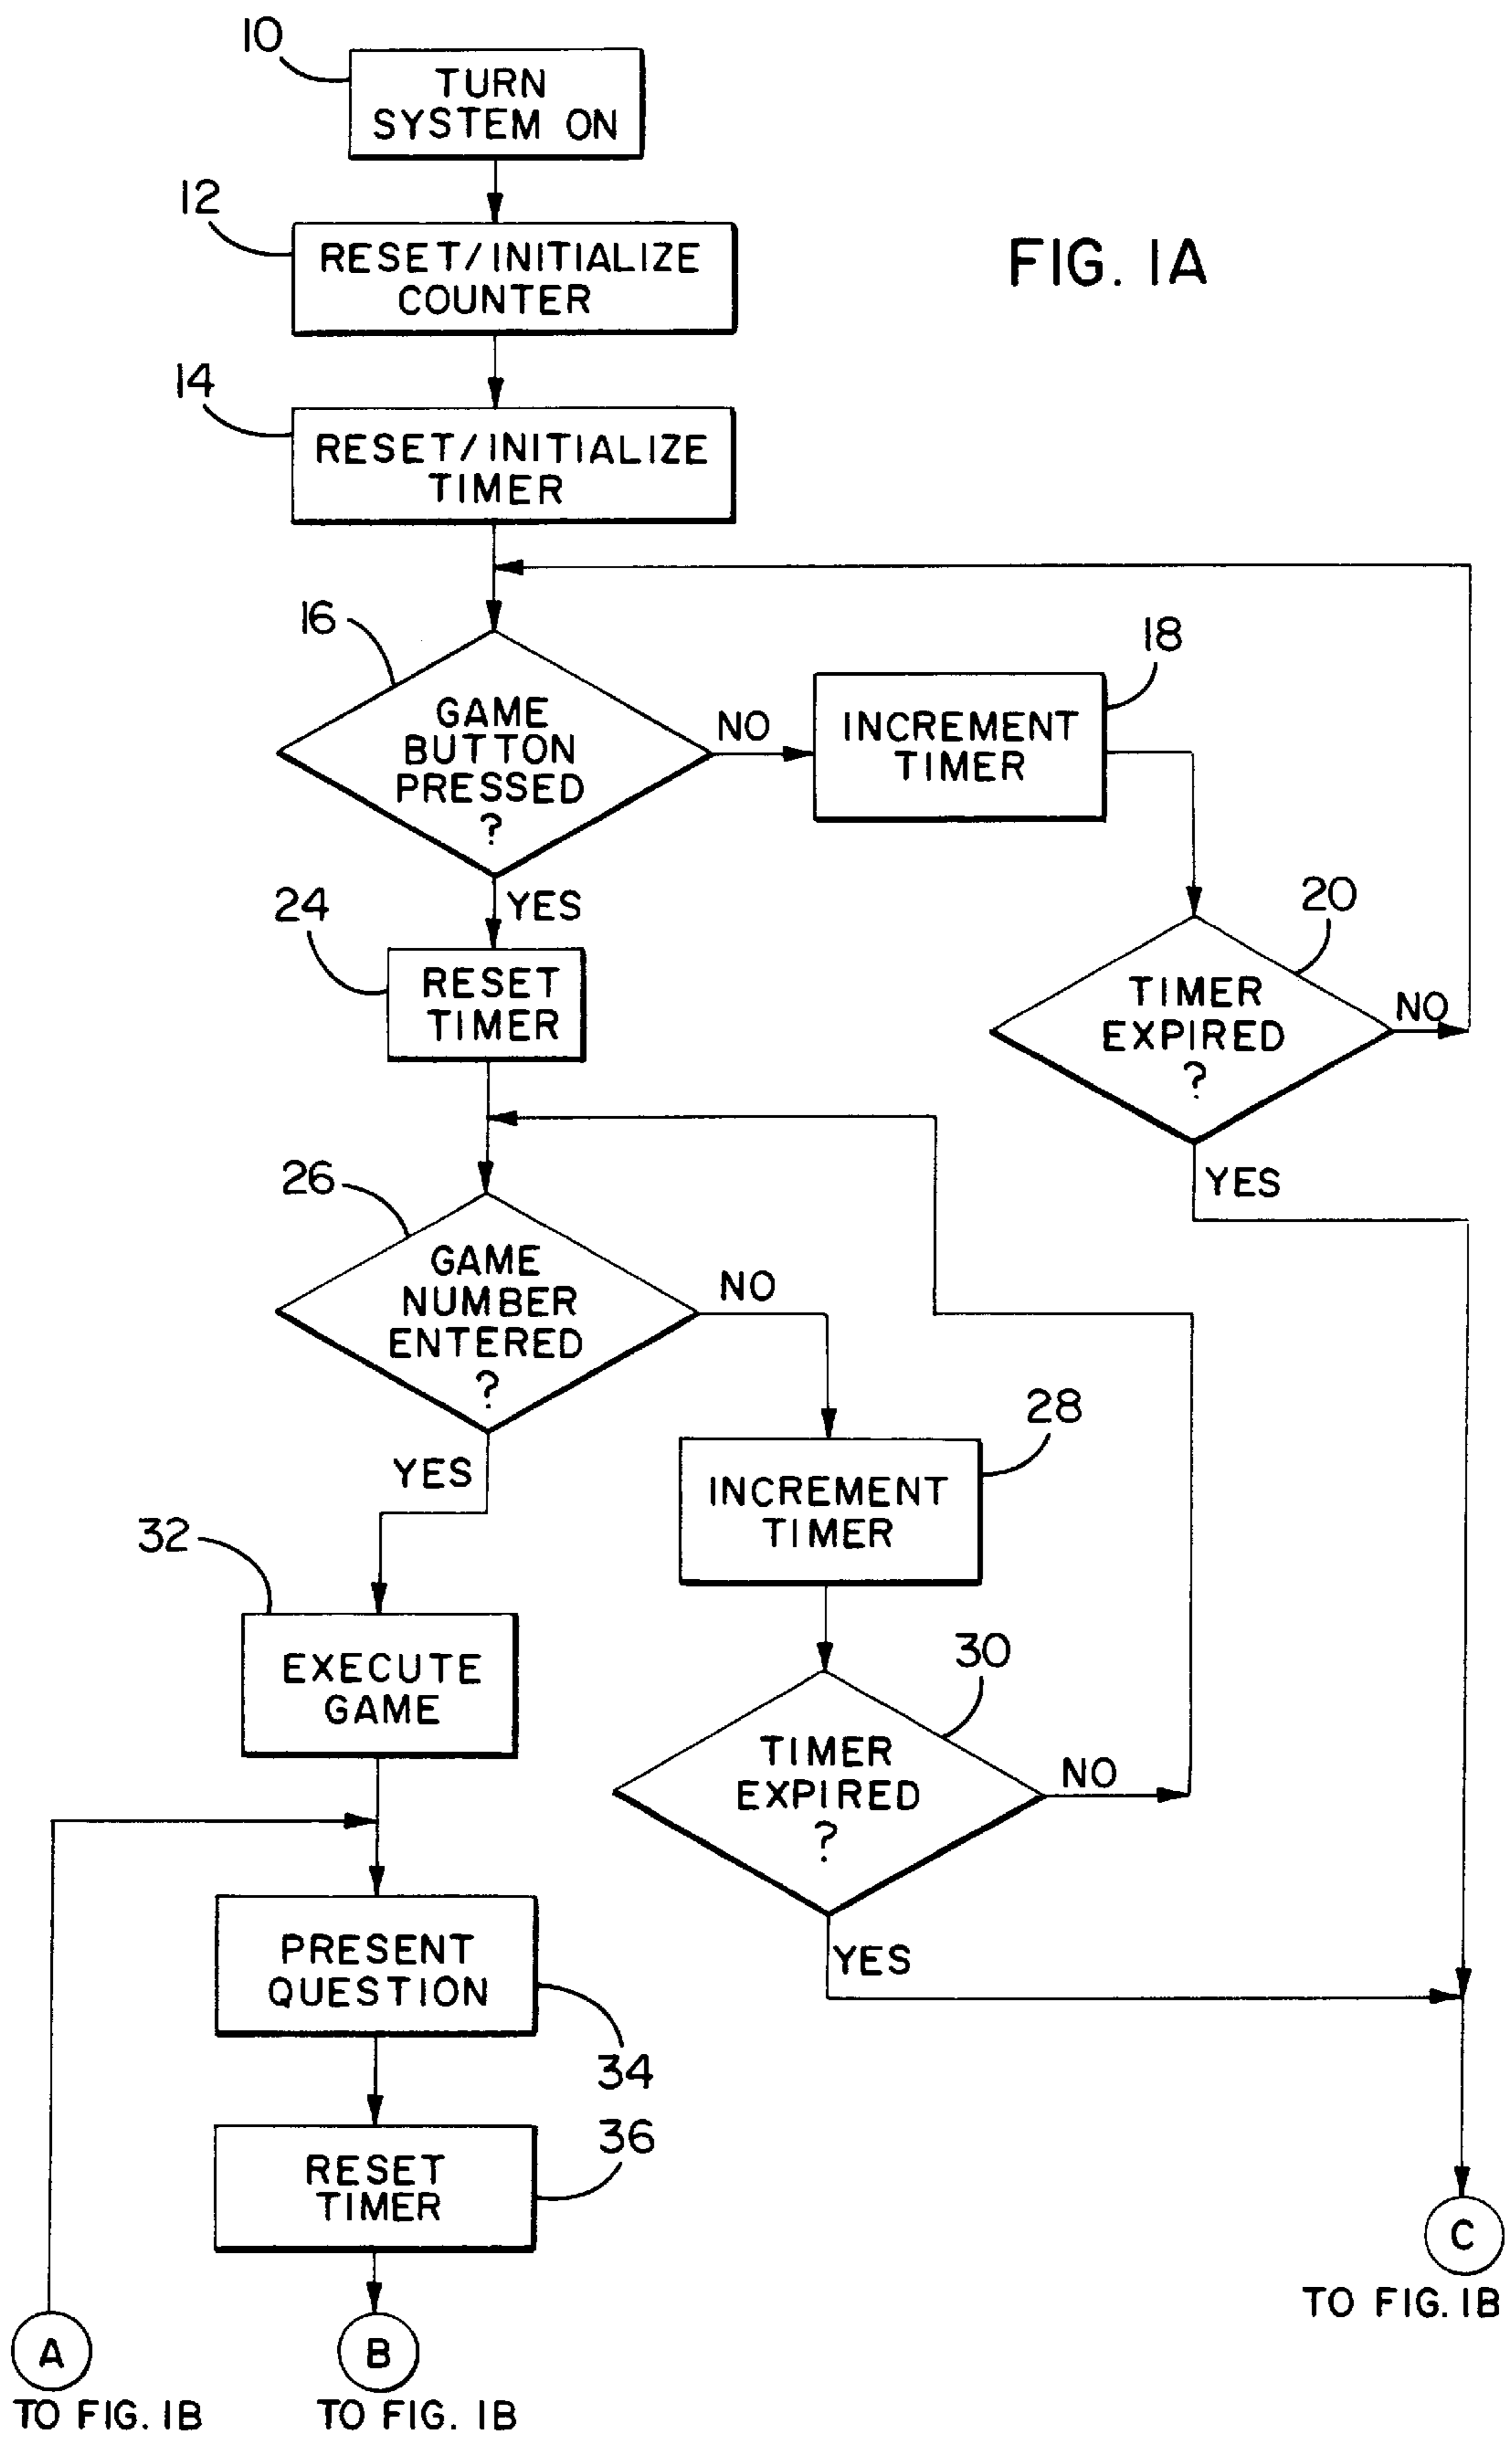 10
TURN
SYSTEM ON
12
RESET/INITIALIZE
COUNTER
FIG. 1A
14
RESET/INITIALIZE
TIMER
16
GAME
BUTTON
PRESSED
?
NO
18
INCREMENT
TIMER
YES
24
RESET
TIMER
20
TIMER
EXPIRED
?
NO
YES
26
GAME
NUMBER
ENTERED
?
NO
YES
28
INCREMENT
TIMER
32
EXECUTE
GAME
30
TIMER
EXPIRED
?
NO
YES
PRESENT
QUESTION
34
36
RESET
TIMER
C
TO FIG. 1B
A
TO FIG. 1B
B
TO FIG. 1B